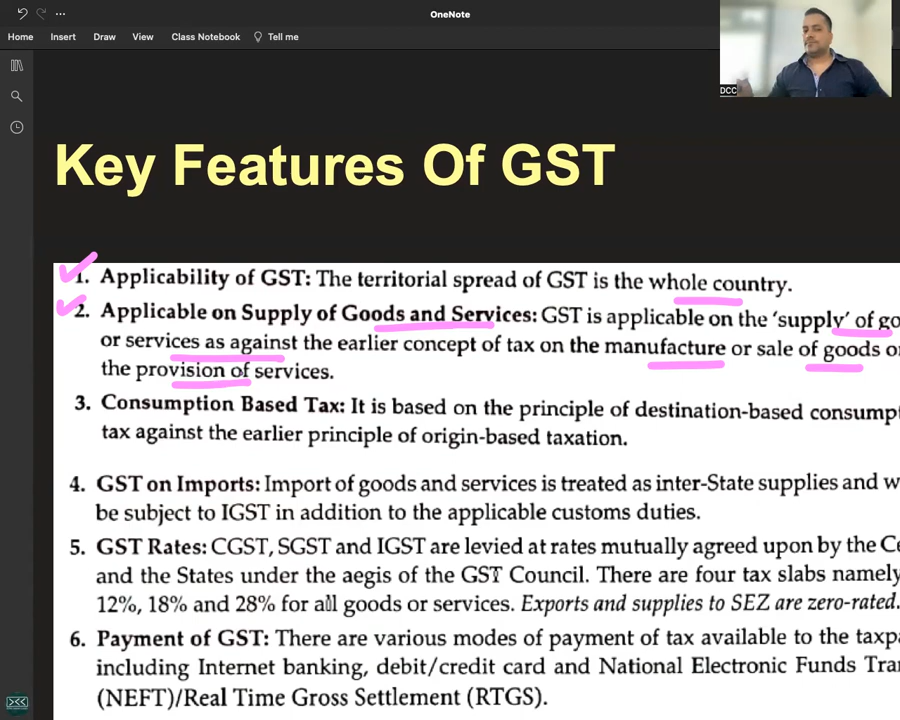 OneNote
Home Insert Draw View Class Notebook Tell me
DCC
Key Features Of GST
1. Applicability of GST: The territorial spread of GST is the whole country.
2. Applicable on Supply of Goods and Services: GST is applicable on the 'supply' of go
or services as against the earlier concept of tax on the manufacture or sale of goods o
the provision of services.
3. Consumption Based Tax: It is based on the principle of destination-based consump
tax against the earlier principle of origin-based taxation.
4. GST on Imports: Import of goods and services is treated as inter-State supplies and w
be subject to IGST in addition to the applicable customs duties.
5. GST Rates: CGST, SGST and IGST are levied at rates mutually agreed upon by the Ce
and the States under the aegis of the GST Council. There are four tax slabs namely
12%, 18% and 28% for all goods or services. Exports and supplies to SEZ are zero-rated.
6. Payment of GST: There are various modes of payment of tax available to the taxpa
including Internet banking, debit/credit card and National Electronic Funds Tra
(NEFT)/Real Time Gross Settlement (RTGS).